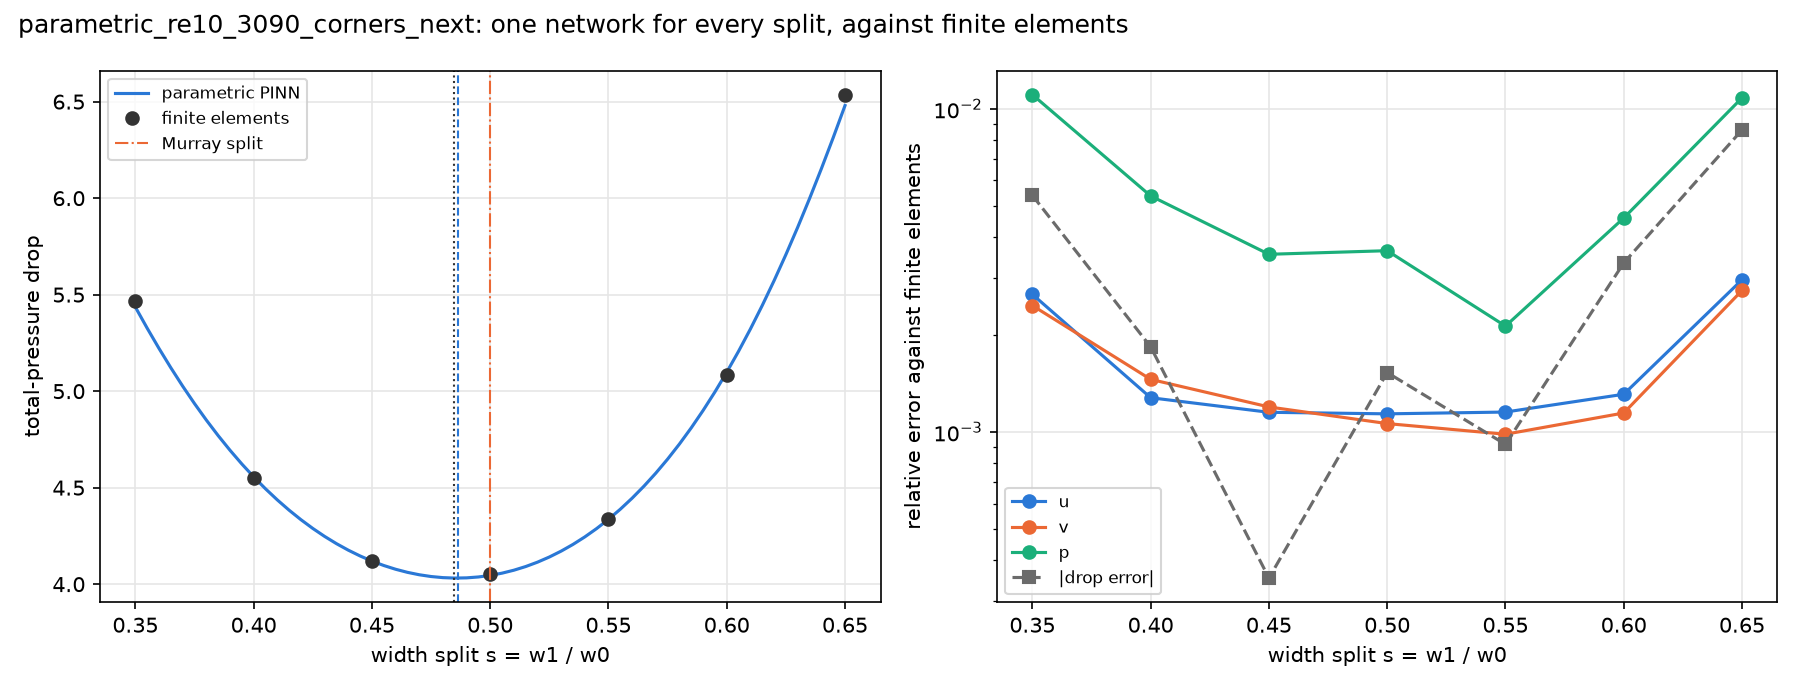 parametric_re10_3090_corners_next: one network for every split, against finite elements
total-pressure drop
6.5
6.0
5.5
5.0
4.5
4.0
parametric PINN
finite elements
Murray split
0.35 0.40 0.45 0.50 0.55 0.60 0.65
width split s = w1 / w0
relative error against finite elements
10⁻²
10⁻³
u
v
p
|drop error|
0.35 0.40 0.45 0.50 0.55 0.60 0.65
width split s = w1 / w0